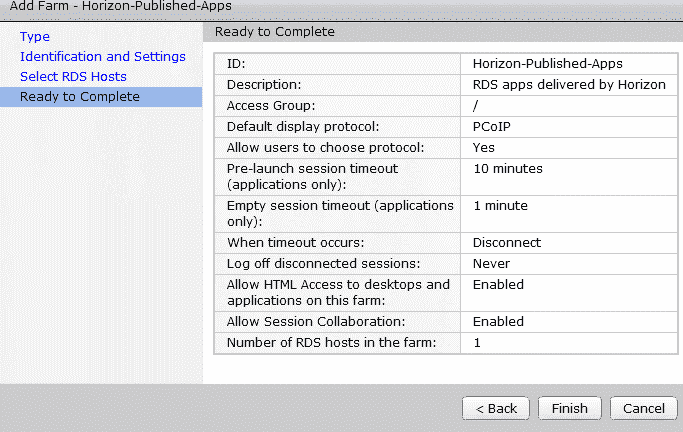 Add Farm - Horizon-Published-Apps
Type
Identification and Settings
Select RDS Hosts
Ready to Complete
Ready to Complete
ID: Horizon-Published-Apps
Description: RDS apps delivered by Horizon
Access Group: /
Default display protocol: PCoIP
Allow users to choose protocol: Yes
Pre-launch session timeout 10 minutes
(applications only):
Empty session timeout (applications 1 minute
only):
When timeout occurs: Disconnect
Log off disconnected sessions: Never
Allow HTML Access to desktops and Enabled
applications on this farm:
Allow Session Collaboration: Enabled
Number of RDS hosts in the farm: 1
< Back Finish Cancel